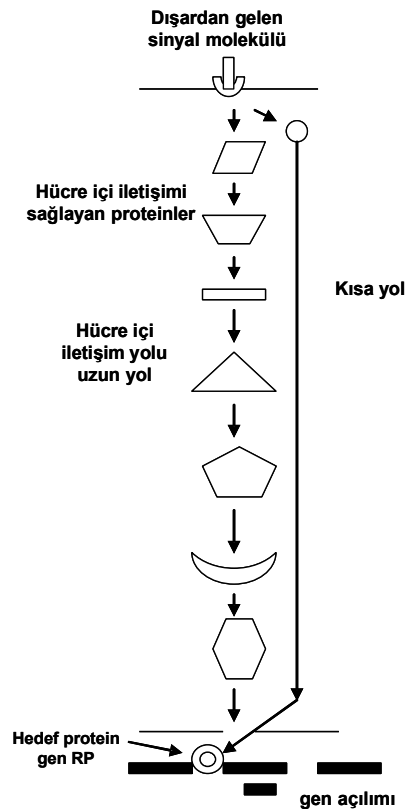 Dışardan gelen
sinyal molekülü
Hücre içi iletişimi
sağlayan proteinler
Kısa yol
Hücre içi
iletişim yolu
uzun yol
Hedef protein
gen RP
gen açılımı